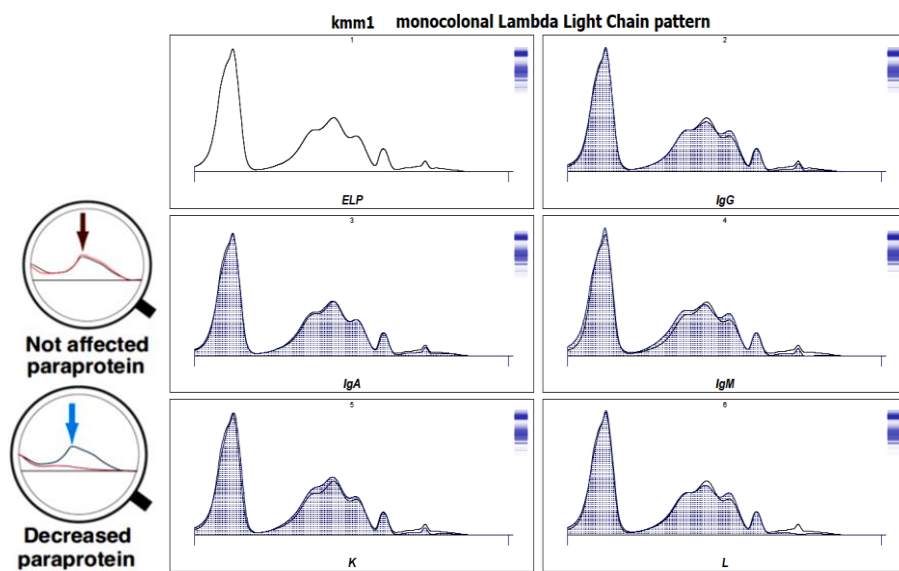 kmm1 monocolonal Lambda Light Chain pattern
1
2
ELP
IgG
3
4
Not affected
paraprotein
IgA
IgM
5
6
Decreased
paraprotein
K
L